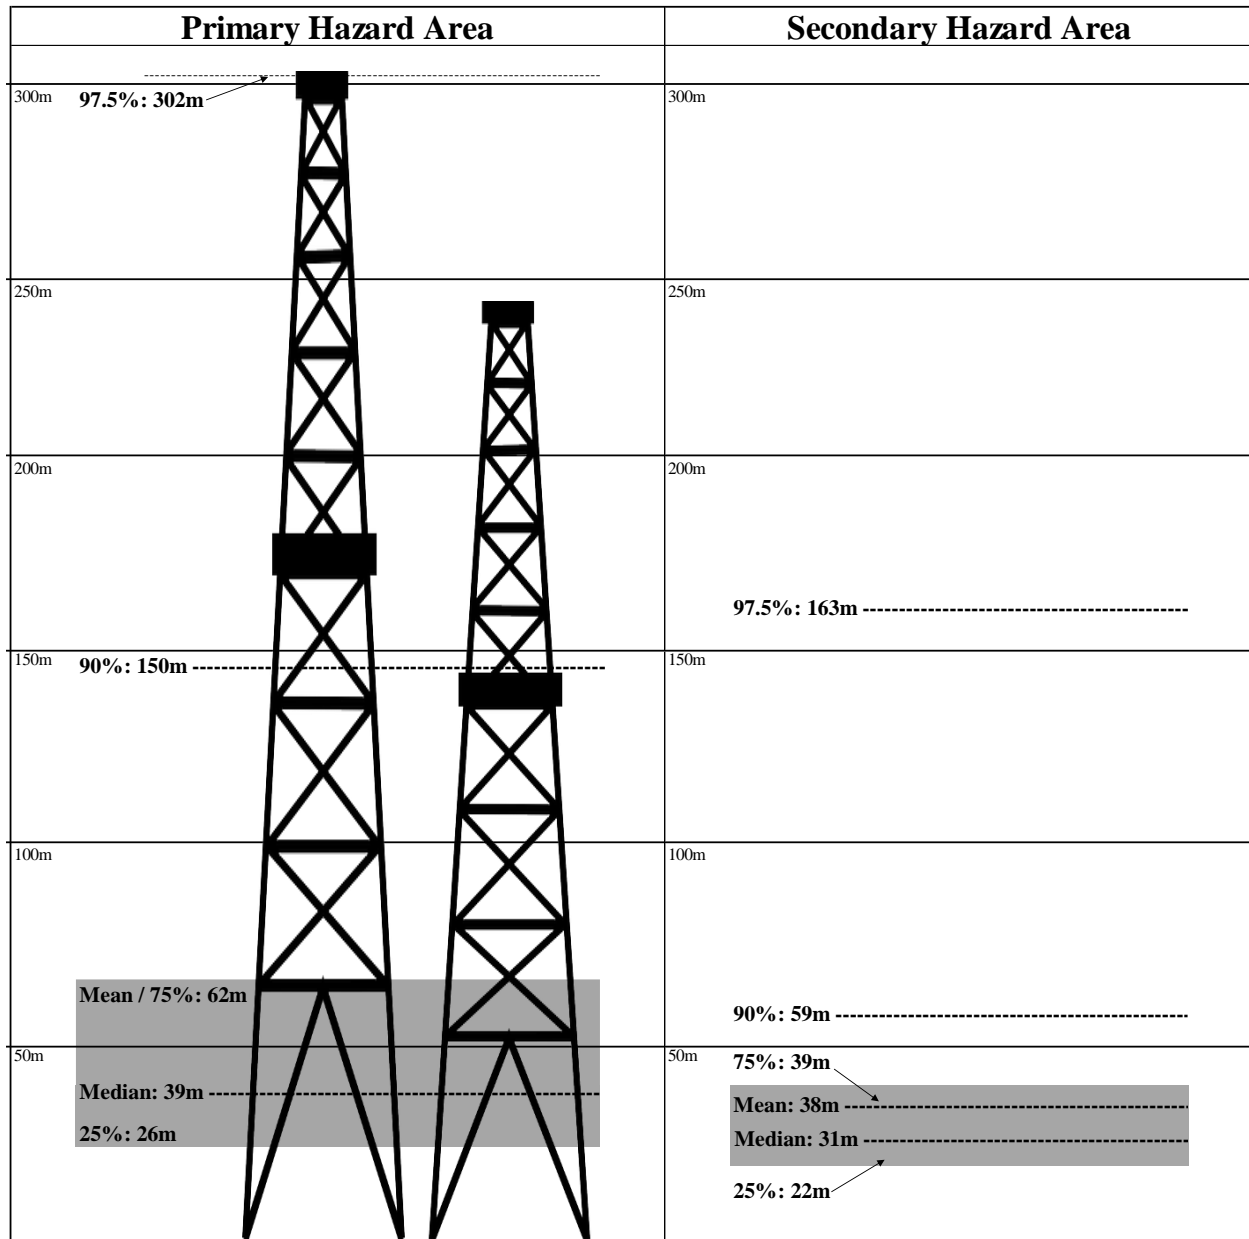 Primary Hazard Area
Secondary Hazard Area
300m
97.5%: 302m
300m
250m
250m
200m
200m
97.5%: 163m
150m
90%: 150m
150m
100m
100m
Mean / 75%: 62m
90%: 59m
50m
50m
75%: 39m
Median: 39m
Mean: 38m
25%: 26m
Median: 31m
25%: 22m